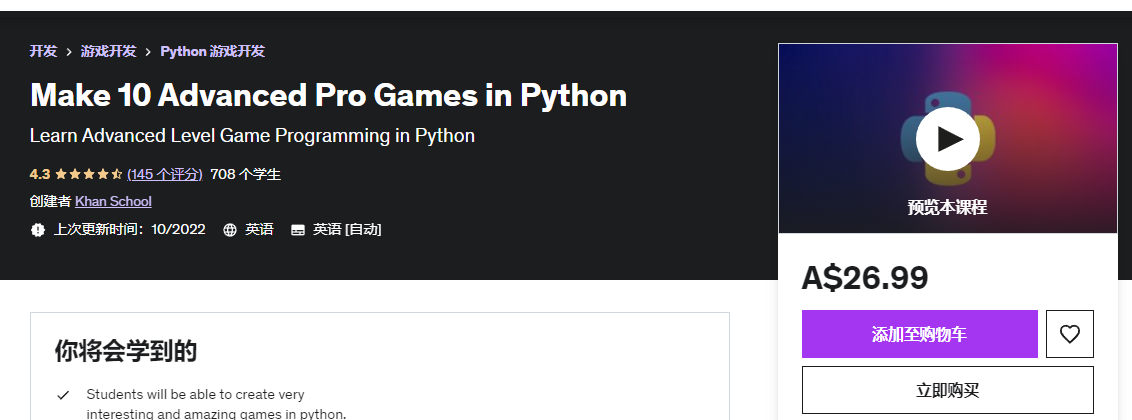 开发 > 游戏开发 > Python 游戏开发
Make 10 Advanced Pro Games in Python
Learn Advanced Level Game Programming in Python
4.3 (145 个评分) 708 个学生
创建者 Khan School
上次更新时间：10/2022 英语 英语 [自动]
预览本课程
A$26.99
添加至购物车
立即购买
你将会学到的
Students will be able to create very
interesting and amazing games in python.